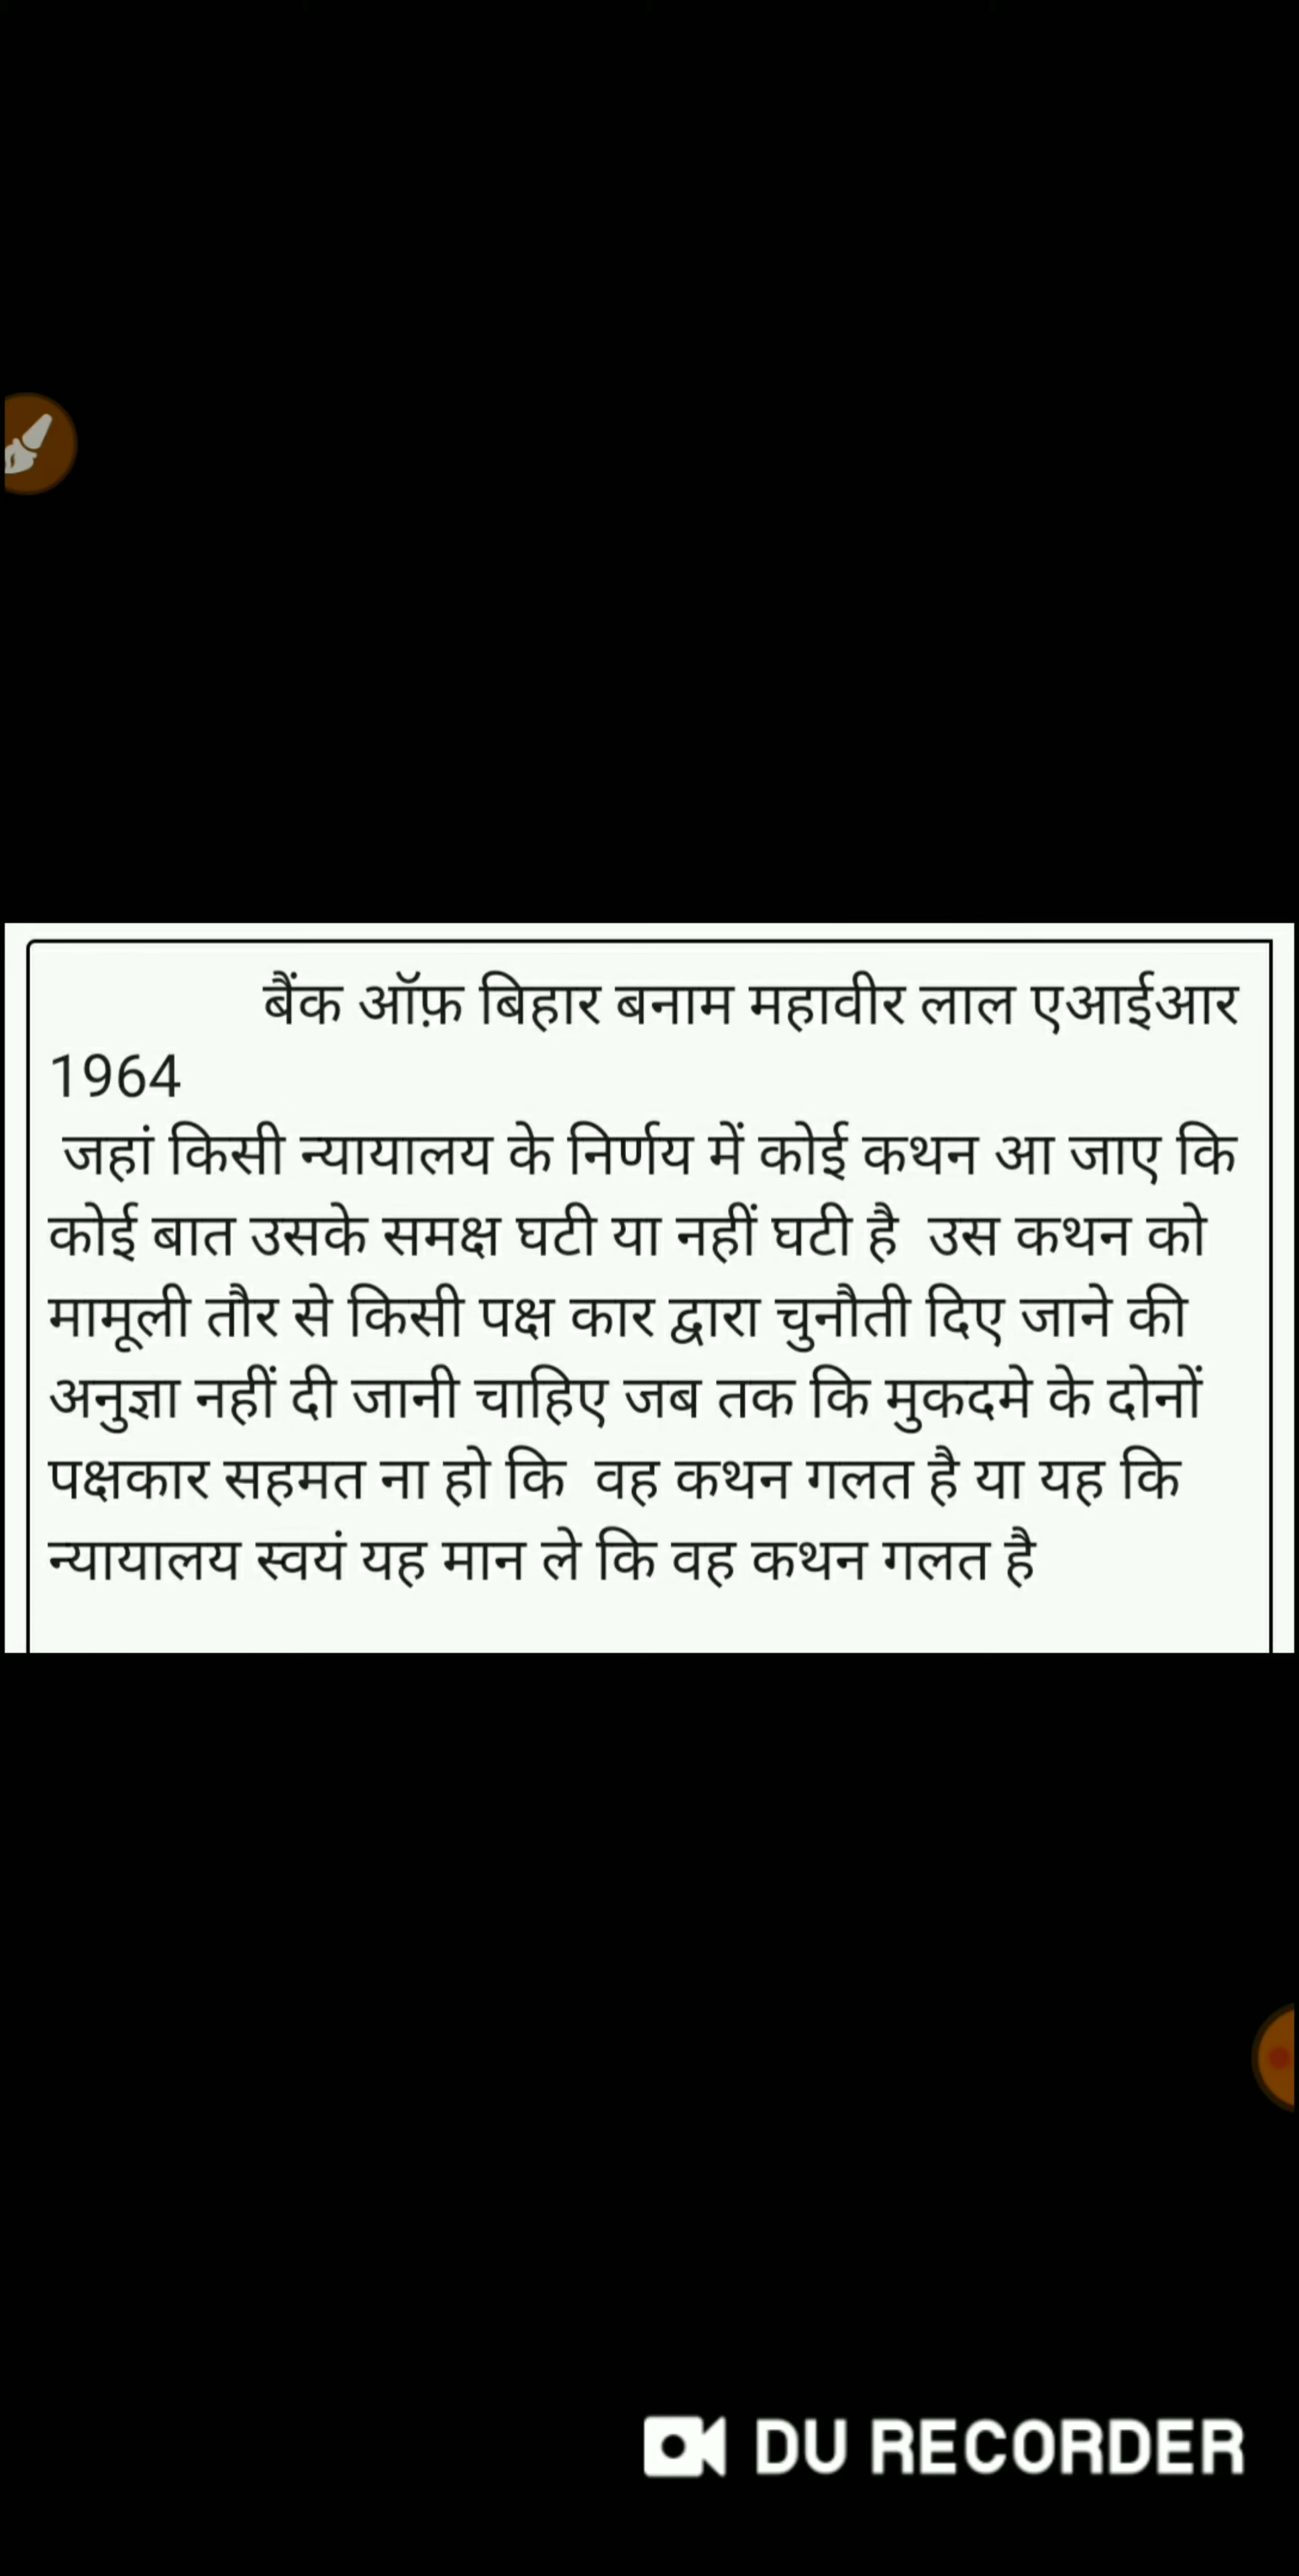 बैंक ऑफ़ बिहार बनाम महावीर लाल एआईआर
1964
जहां किसी न्यायालय के निर्णय में कोई कथन आ जाए कि
कोई बात उसके समक्ष घटी या नहीं घटी है उस कथन को
मामूली तौर से किसी पक्ष कार द्वारा चुनौती दिए जाने की
अनुज्ञा नहीं दी जानी चाहिए जब तक कि मुकदमे के दोनों
पक्षकार सहमत ना हो कि वह कथन गलत है या यह कि
न्यायालय स्वयं यह मान ले कि वह कथन गलत है
DU RECORDER